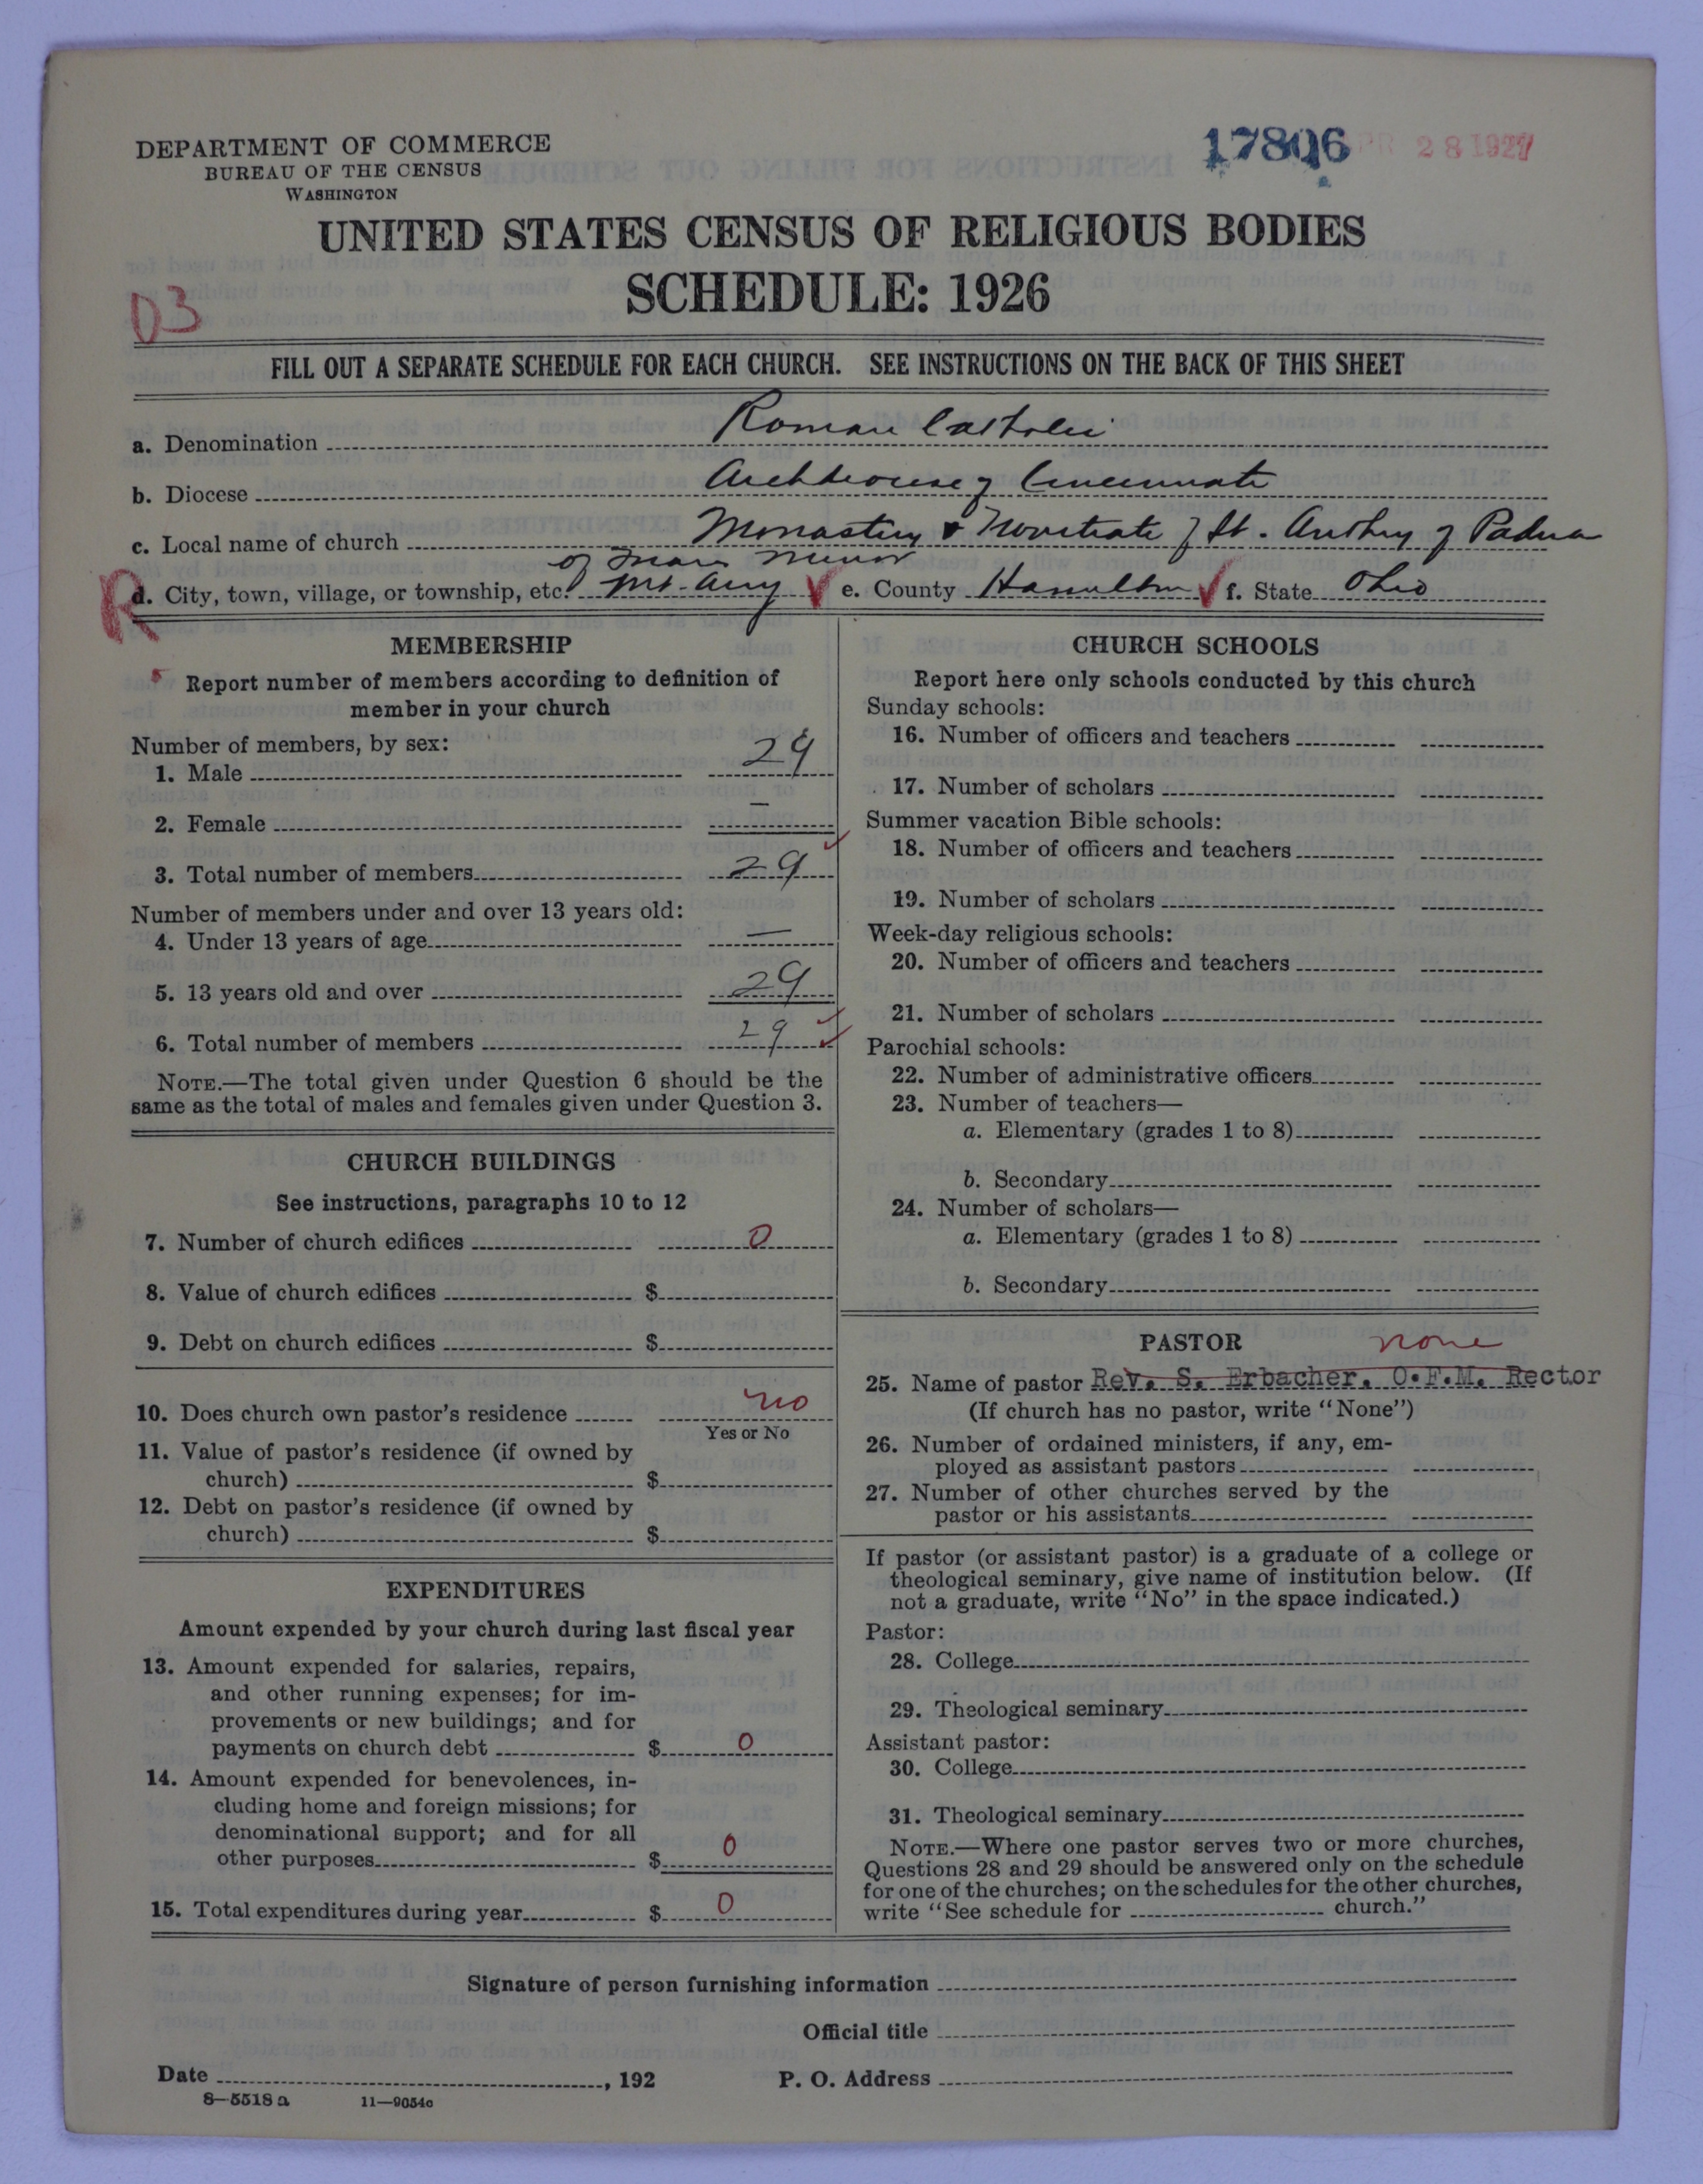 DEPARTMENT OF COMMERCE
BUREAU OF THE CENSUS
WASHINGTON
17806
APR 28 1927
UNITED STATES CENSUS OF RELIGIOUS BODIES
SCHEDULE: 1926
D3
FILL OUT A SEPARATE SCHEDULE FOR EACH CHURCH. SEE INSTRUCTIONS ON THE BACK OF THIS SHEET
a. Denomination Roman Catholic
b. Diocese Archdiocese of Cincinnati
c. Local name of church Monastery & Novitiate of St. Anthony of Padua
of Minor
R
d. City, town, village, or township, etc. Mt. Airy e. County Hamilton f. State Ohio
MEMBERSHIP
Report number of members according to definition of
member in your church
Number of members, by sex:
1. Male 29
2. Female —
3. Total number of members 29
Number of members under and over 13 years old:
4. Under 13 years of age —
5. 13 years old and over 29
6. Total number of members 29
NOTE.—The total given under Question 6 should be the
same as the total of males and females given under Question 3.
CHURCH BUILDINGS
See instructions, paragraphs 10 to 12
7. Number of church edifices 0
8. Value of church edifices $
9. Debt on church edifices $
10. Does church own pastor's residence no
Yes or No
11. Value of pastor's residence (if owned by
church) $
12. Debt on pastor's residence (if owned by
church) $
EXPENDITURES
Amount expended by your church during last fiscal year
13. Amount expended for salaries, repairs,
and other running expenses; for im-
provements or new buildings; and for
payments on church debt $ 0
14. Amount expended for benevolences, in-
cluding home and foreign missions; for
denominational support; and for all
other purposes $ 0
15. Total expenditures during year $ 0
CHURCH SCHOOLS
Report here only schools conducted by this church
Sunday schools:
16. Number of officers and teachers
17. Number of scholars
Summer vacation Bible schools:
18. Number of officers and teachers
19. Number of scholars
Week-day religious schools:
20. Number of officers and teachers
21. Number of scholars
Parochial schools:
22. Number of administrative officers
23. Number of teachers—
a. Elementary (grades 1 to 8)
b. Secondary
24. Number of scholars—
a. Elementary (grades 1 to 8)
b. Secondary
PASTOR none
25. Name of pastor Rev. S. Erbacher, O.F.M. Rector
(If church has no pastor, write "None")
26. Number of ordained ministers, if any, em-
ployed as assistant pastors
27. Number of other churches served by the
pastor or his assistants
If pastor (or assistant pastor) is a graduate of a college or
theological seminary, give name of institution below. (If
not a graduate, write "No" in the space indicated.)
Pastor:
28. College
29. Theological seminary
Assistant pastor:
30. College
31. Theological seminary
NOTE.—Where one pastor serves two or more churches,
Questions 28 and 29 should be answered only on the schedule
for one of the churches; on the schedules for the other churches,
write "See schedule for church."
Signature of person furnishing information
Official title
Date , 192 P. O. Address
8—5518 a 11—9054c